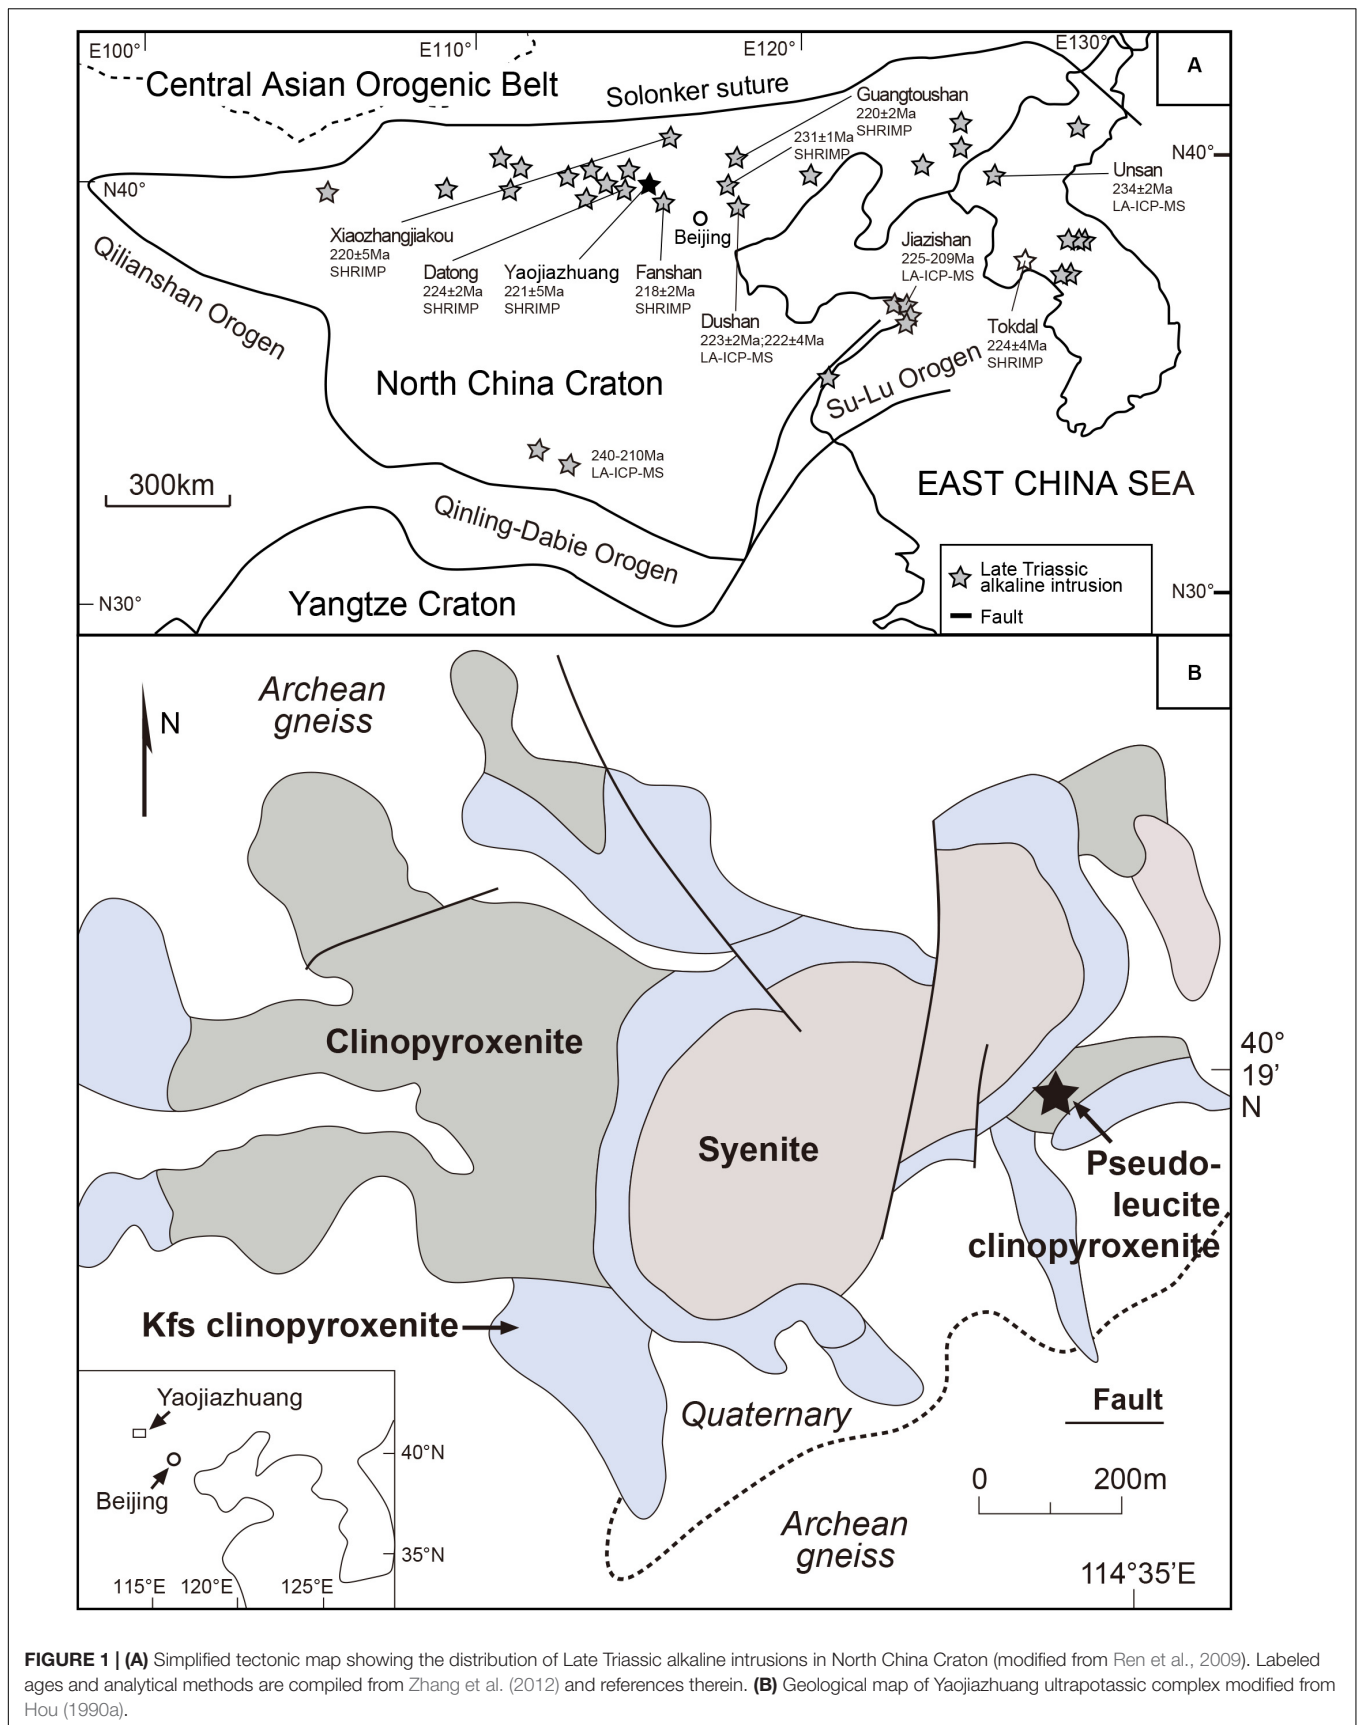 E100°
E110°
E120°
E130°
A
Central Asian Orogenic Belt
Solonker suture
Guangtoushan
220±2Ma
SHRIMP
231±1Ma
SHRIMP
N40°
N40°
Unsan
234±2Ma
LA-ICP-MS
Xiaozhangjiakou
220±5Ma
SHRIMP
Beijing
Jiazishan
225-209Ma
LA-ICP-MS
Qilianshan Orogen
Datong
224±2Ma
SHRIMP
Yaojiazhuang
221±5Ma
SHRIMP
Fanshan
218±2Ma
SHRIMP
Dushan
223±2Ma;222±4Ma
LA-ICP-MS
Tokdal
224±4Ma
SHRIMP
North China Craton
Su-Lu Orogen
240-210Ma
LA-ICP-MS
300km
EAST CHINA SEA
Qinling-Dabie Orogen
Late Triassic
alkaline intrusion
Fault
N30°
N30°
Yangtze Craton
B
Archean
gneiss
N
Clinopyroxenite
40°
19’
N
Syenite
Pseudo-
leucite
clinopyroxenite
Kfs clinopyroxenite
Quaternary
Fault
0 200m
Archean
gneiss
114°35’E
Yaojiazhuang
Beijing
40°N
35°N
115°E 120°E 125°E
FIGURE 1 | (A) Simplified tectonic map showing the distribution of Late Triassic alkaline intrusions in North China Craton (modified from Ren et al., 2009). Labeled
ages and analytical methods are compiled from Zhang et al. (2012) and references therein. (B) Geological map of Yaojiazhuang ultrapotassic complex modified from
Hou (1990a).